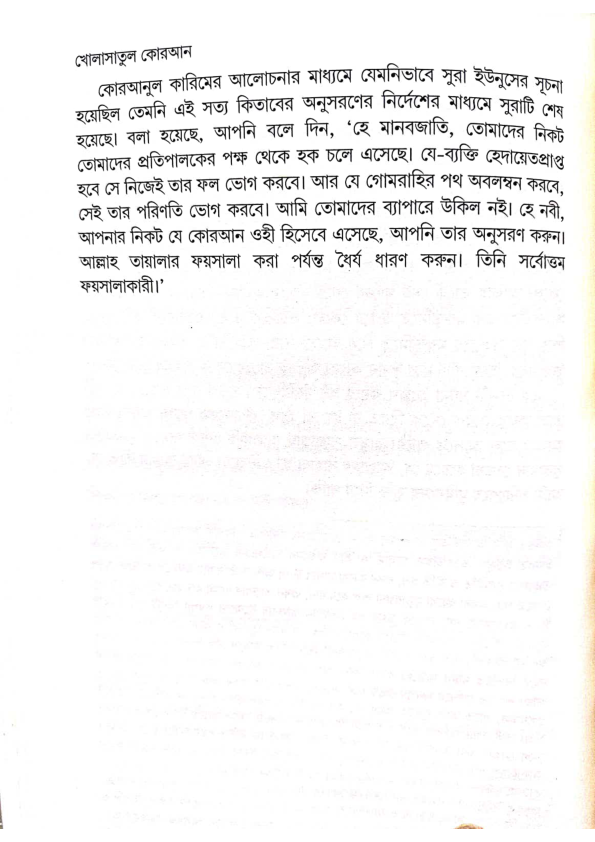 খোলাসাতুল কোরআন
কোরআনুল কারিমের আলোচনার মাধ্যমে যেমনিভাবে সুরা ইউনুসের সূচনা
হয়েছিল তেমনি এই সত্য কিতাবের অনুসরণের নির্দেশের মাধ্যমে সুরাটি শেষ
হয়েছে। বলা হয়েছে, আপনি বলে দিন, ‘হে মানবজাতি, তোমাদের নিকট
তোমাদের প্রতিপালকের পক্ষ থেকে হক চলে এসেছে। যে-ব্যক্তি হেদায়েতপ্রাপ্ত
হবে সে নিজেই তার ফল ভোগ করবে। আর যে গোমরাহির পথ অবলম্বন করবে,
সেই তার পরিণতি ভোগ করবে। আমি তোমাদের ব্যাপারে উকিল নই। হে নবী,
আপনার নিকট যে কোরআন ওহী হিসেবে এসেছে, আপনি তার অনুসরণ করুন।
আল্লাহ তায়ালার ফয়সালা করা পর্যন্ত ধৈর্য ধারণ করুন। তিনি সর্বোত্তম
ফয়সালাকারী।’